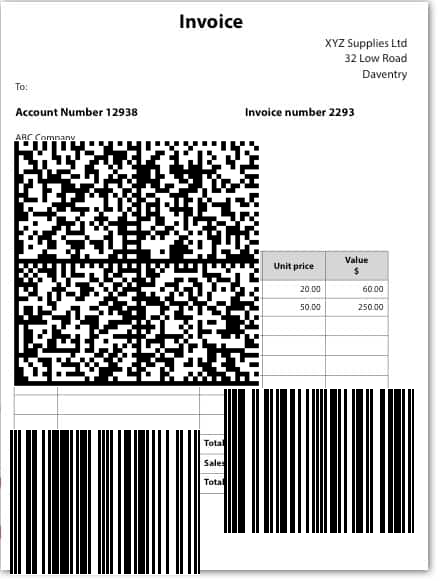 Invoice
XYZ Supplies Ltd
32 Low Road
Daventry
To:
Account Number 12938 Invoice number 2293
ABC Company
Unit price Value
$
20.00 60.00
50.00 250.00
Total
Sales
Total